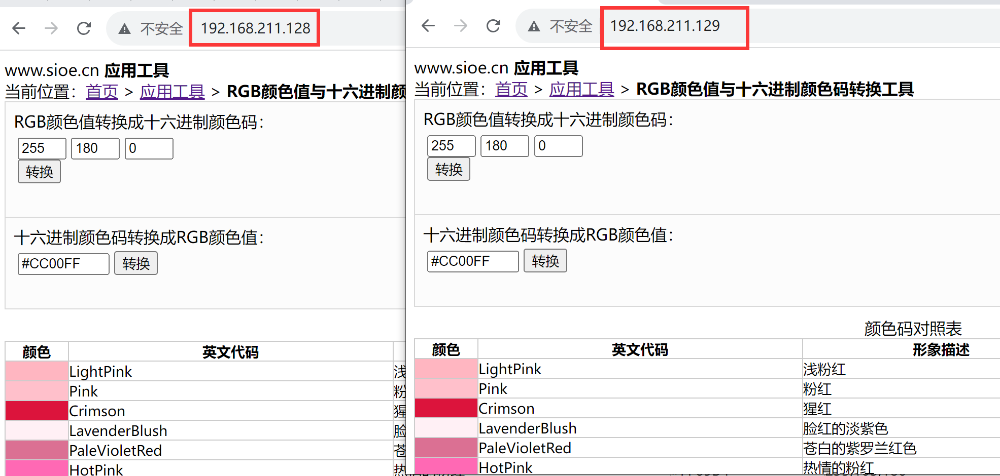 不安全 192.168.211.128
www.sioe.cn 应用工具
当前位置：首页 > 应用工具 > RGB颜色值与十六进制颜
RGB颜色值转换成十六进制颜色码：
255 180 0
转换
十六进制颜色码转换成RGB颜色值：
#CC00FF 转换
颜色 英文代码
LightPink 浅
Pink 粉
Crimson 猩
LavenderBlush 脸
PaleVioletRed 苍
HotPink 热
不安全 192.168.211.129
www.sioe.cn 应用工具
当前位置：首页 > 应用工具 > RGB颜色值与十六进制颜色码转换工具
RGB颜色值转换成十六进制颜色码：
255 180 0
转换
十六进制颜色码转换成RGB颜色值：
#CC00FF 转换
颜色码对照表
颜色 英文代码 形象描述
LightPink 浅粉红
Pink 粉红
Crimson 猩红
LavenderBlush 脸红的淡紫色
PaleVioletRed 苍白的紫罗兰红色
HotPink 热情的粉红